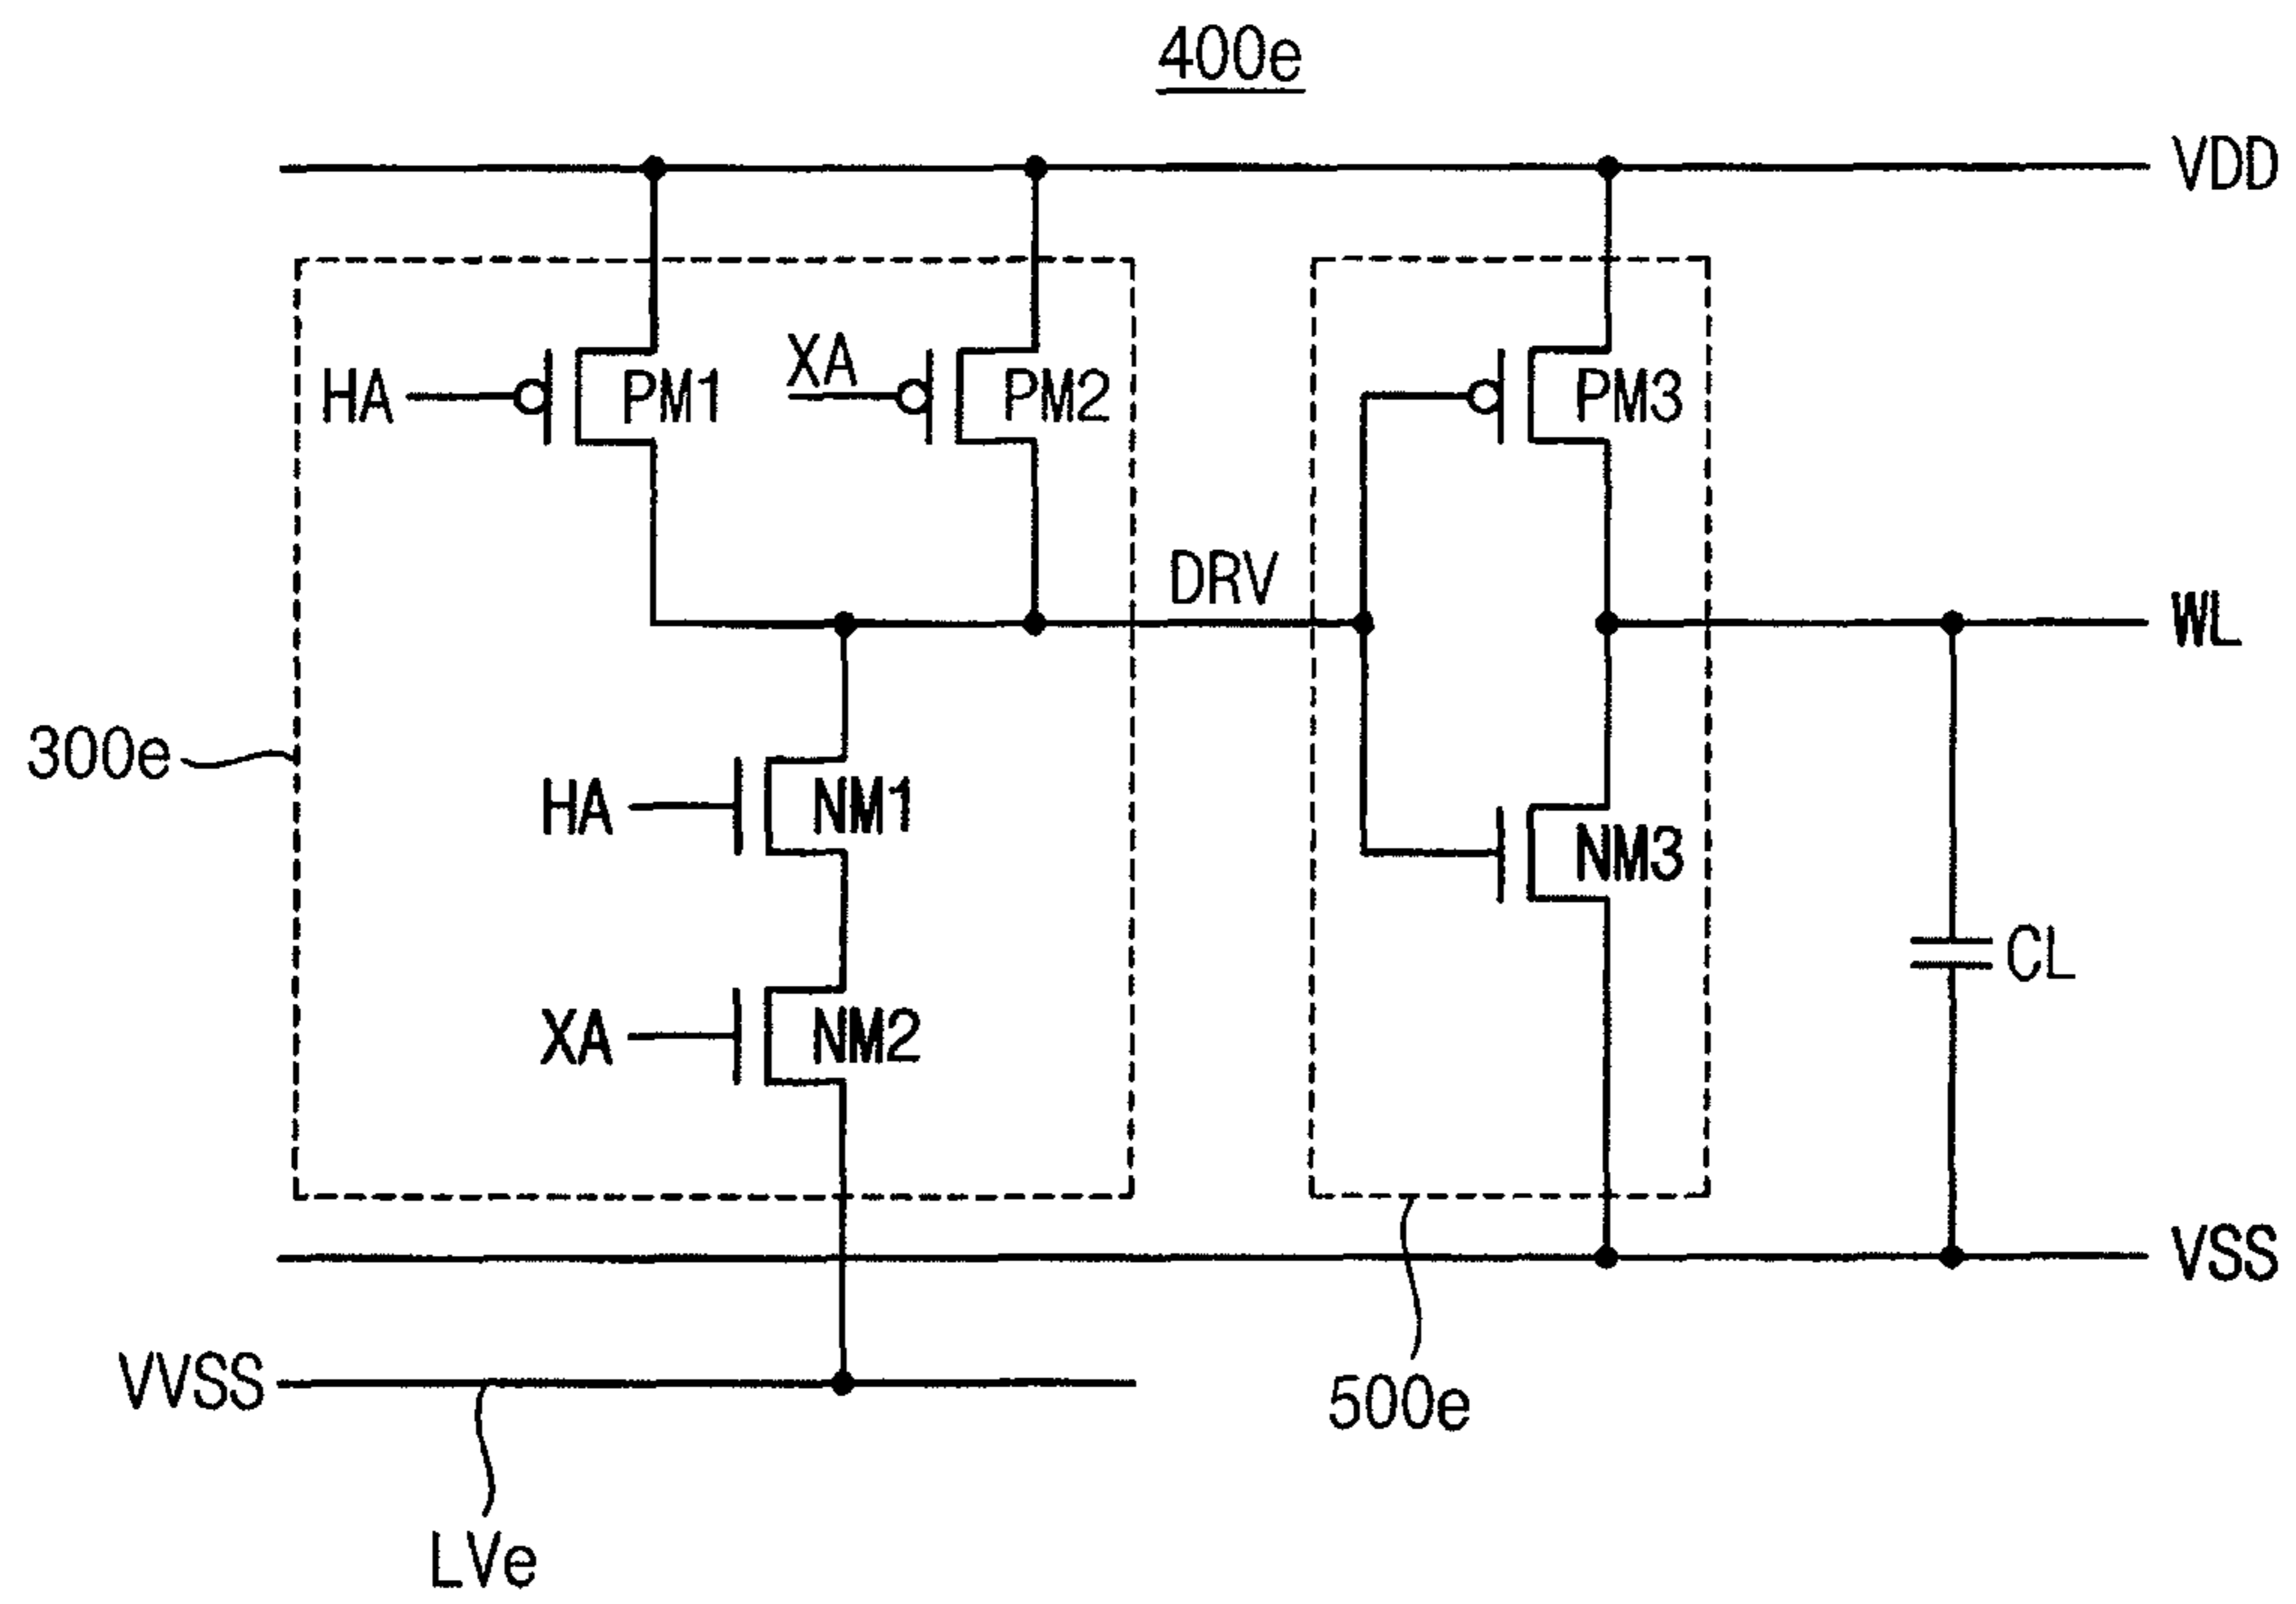 400e
VDD
HA
PM1
XA
PM2
PM3
DRV
WL
300e
HA
NM1
NM3
CL
XA
NM2
VSS
VVSS
500e
LVe